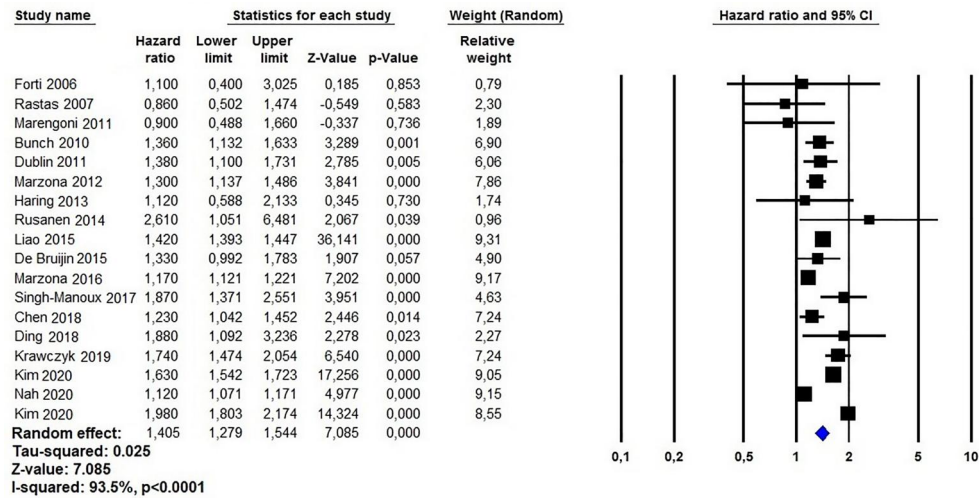 Study name Statistics for each study Weight (Random) Hazard ratio and 95% CI
Hazard ratio Lower limit Upper limit Z-Value p-Value Relative weight
Forti 2006 1,100 0,400 3,025 0,185 0,853 0,79
Rastas 2007 0,860 0,502 1,474 -0,549 0,583 2,30
Marengoni 2011 0,900 0,488 1,660 -0,337 0,736 1,89
Bunch 2010 1,360 1,132 1,633 3,289 0,001 6,90
Dublin 2011 1,380 1,100 1,731 2,785 0,005 6,06
Marzona 2012 1,300 1,137 1,486 3,841 0,000 7,86
Haring 2013 1,120 0,588 2,133 0,345 0,730 1,74
Rusanen 2014 2,610 1,051 6,481 2,067 0,039 0,96
Liao 2015 1,420 1,393 1,447 36,141 0,000 9,31
De Bruijin 2015 1,330 0,992 1,783 1,907 0,057 4,90
Marzona 2016 1,170 1,121 1,221 7,202 0,000 9,17
Singh-Manoux 2017 1,870 1,371 2,551 3,951 0,000 4,63
Chen 2018 1,230 1,042 1,452 2,446 0,014 7,24
Ding 2018 1,880 1,092 3,236 2,278 0,023 2,27
Krawczyk 2019 1,740 1,474 2,054 6,540 0,000 7,24
Kim 2020 1,630 1,542 1,723 17,256 0,000 9,05
Nah 2020 1,120 1,071 1,171 4,977 0,000 9,15
Kim 2020 1,980 1,803 2,174 14,324 0,000 8,55
Random effect: 1,405 1,279 1,544 7,085 0,000
Tau-squared: 0.025
0,1 0,2 0,5 1 2 5 10
Z-value: 7.085
I-squared: 93.5%, p<0.0001